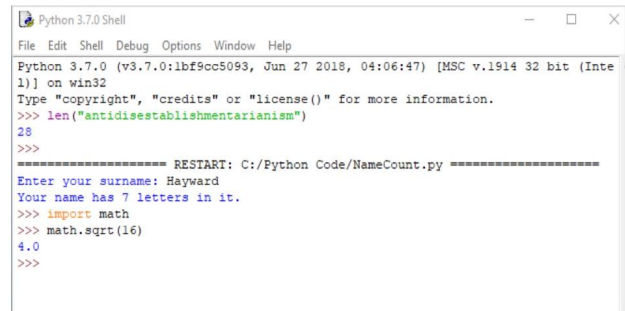 Python 3.7.0 Shell
File Edit Shell Debug Options Window Help
Python 3.7.0 (v3.7.0:1bf9cc5093, Jun 27 2018, 04:06:47) [MSC v.1914 32 bit (Inte
l)] on win32
Type "copyright", "credits" or "license()" for more information.
>>> len("antidisestablishmentarianism")
28
>>>
==================== RESTART: C:/Python Code/NameCount.py ====================
Enter your surname: Hayward
Your name has 7 letters in it.
>>> import math
>>> math.sqrt(16)
4.0
>>>